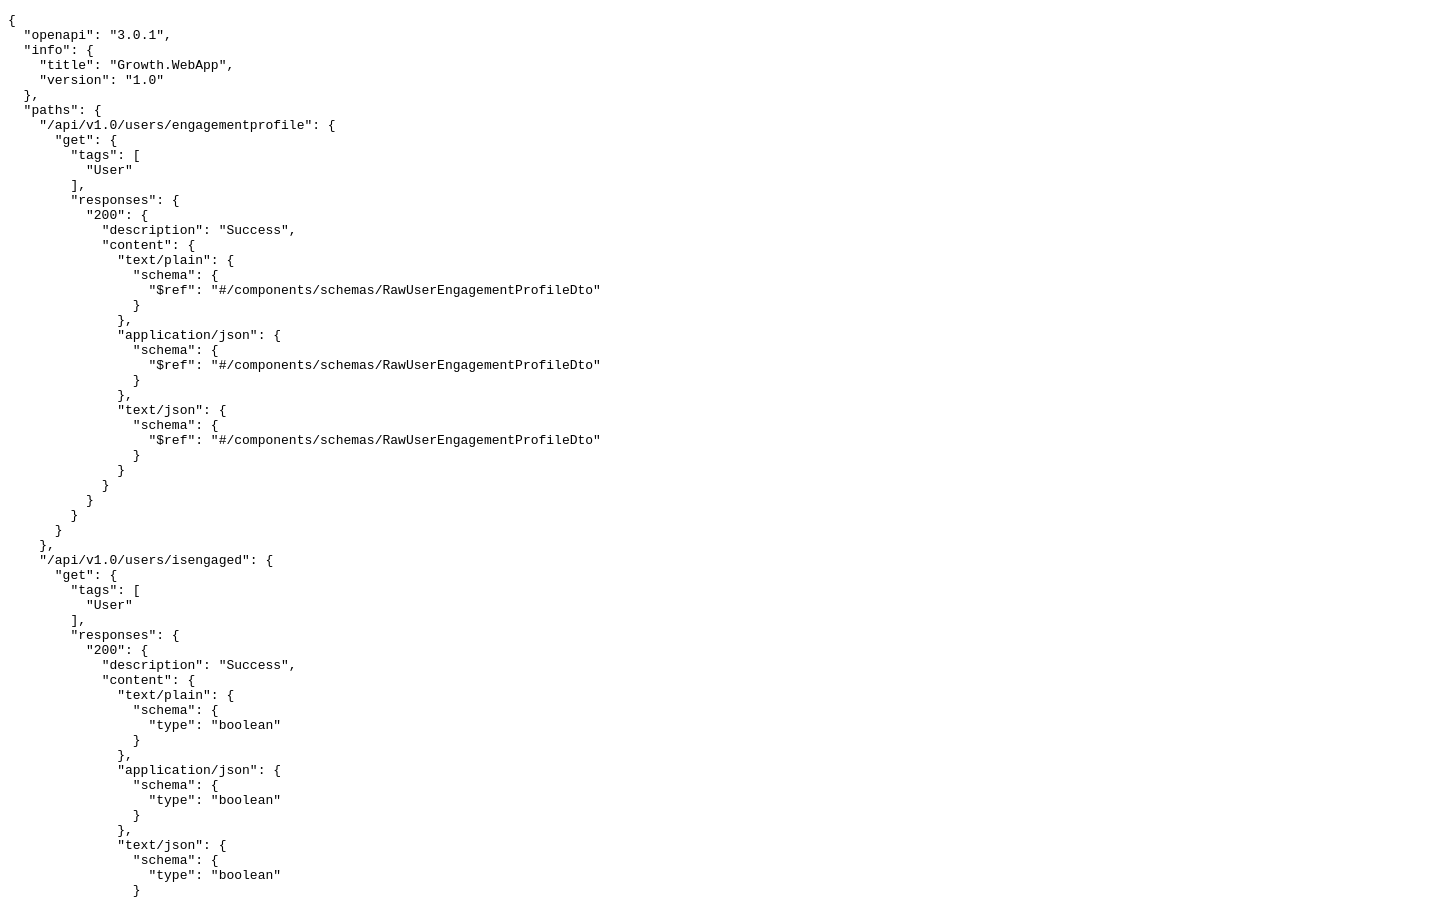 {
  "openapi": "3.0.1",
  "info": {
    "title": "Growth.WebApp",
    "version": "1.0"
  },
  "paths": {
    "/api/v1.0/users/engagementprofile": {
      "get": {
        "tags": [
          "User"
        ],
        "responses": {
          "200": {
            "description": "Success",
            "content": {
              "text/plain": {
                "schema": {
                  "$ref": "#/components/schemas/RawUserEngagementProfileDto"
                }
              },
              "application/json": {
                "schema": {
                  "$ref": "#/components/schemas/RawUserEngagementProfileDto"
                }
              },
              "text/json": {
                "schema": {
                  "$ref": "#/components/schemas/RawUserEngagementProfileDto"
                }
              }
            }
          }
        }
      }
    },
    "/api/v1.0/users/isengaged": {
      "get": {
        "tags": [
          "User"
        ],
        "responses": {
          "200": {
            "description": "Success",
            "content": {
              "text/plain": {
                "schema": {
                  "type": "boolean"
                }
              },
              "application/json": {
                "schema": {
                  "type": "boolean"
                }
              },
              "text/json": {
                "schema": {
                  "type": "boolean"
                }